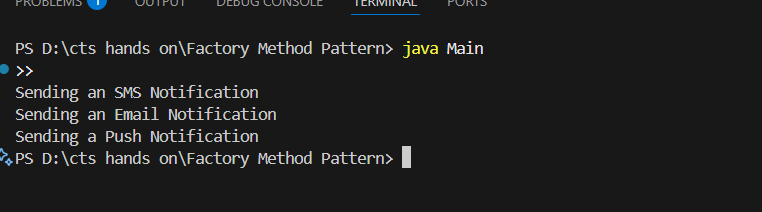 PROBLEMS 1 OUTPUT DEBUG CONSOLE TERMINAL PORTS
PS D:\cts hands on\Factory Method Pattern> java Main
>>
Sending an SMS Notification
Sending an Email Notification
Sending a Push Notification
PS D:\cts hands on\Factory Method Pattern>